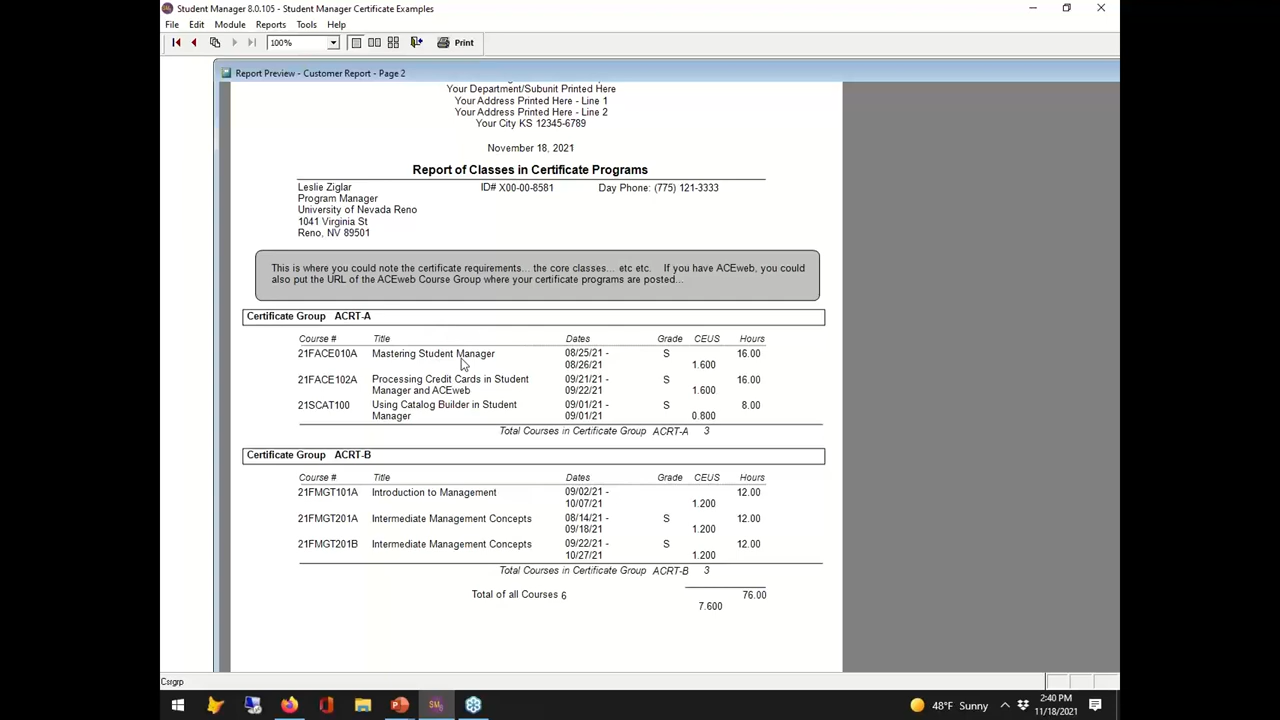 Student Manager 8.0.105 - Student Manager Certificate Examples
File Edit Module Reports Tools Help
100% Print
Report Preview - Customer Report - Page 2
Your Department/Subunit Printed Here
Your Address Printed Here - Line 1
Your Address Printed Here - Line 2
Your City KS 12345-6789
November 18, 2021
Report of Classes in Certificate Programs
Leslie Ziglar ID# X00-00-8581 Day Phone: (775) 121-3333
Program Manager
University of Nevada Reno
1041 Virginia St
Reno, NV 89501
This is where you could note the certificate requirements... the core classes... etc etc. If you have ACEweb, you could
also put the URL of the ACEweb Course Group where your certificate programs are posted...
Certificate Group ACRT-A
Course # Title Dates Grade CEUS Hours
21FACE010A Mastering Student Manager 08/25/21 - S 16.00
08/26/21 1.600
21FACE102A Processing Credit Cards in Student 09/21/21 - S 16.00
Manager and ACEweb 09/22/21 1.600
21SCAT100 Using Catalog Builder in Student 09/01/21 - S 8.00
Manager 09/01/21 0.800
Total Courses in Certificate Group ACRT-A 3
Certificate Group ACRT-B
Course # Title Dates Grade CEUS Hours
21FMGT101A Introduction to Management 09/02/21 - 12.00
10/07/21 1.200
21FMGT201A Intermediate Management Concepts 08/14/21 - S 12.00
09/18/21 1.200
21FMGT201B Intermediate Management Concepts 09/22/21 - S 12.00
10/27/21 1.200
Total Courses in Certificate Group ACRT-B 3
Total of all Courses 6 76.00
7.600
Cssgrp
48°F Sunny 2:40 PM
11/18/2021